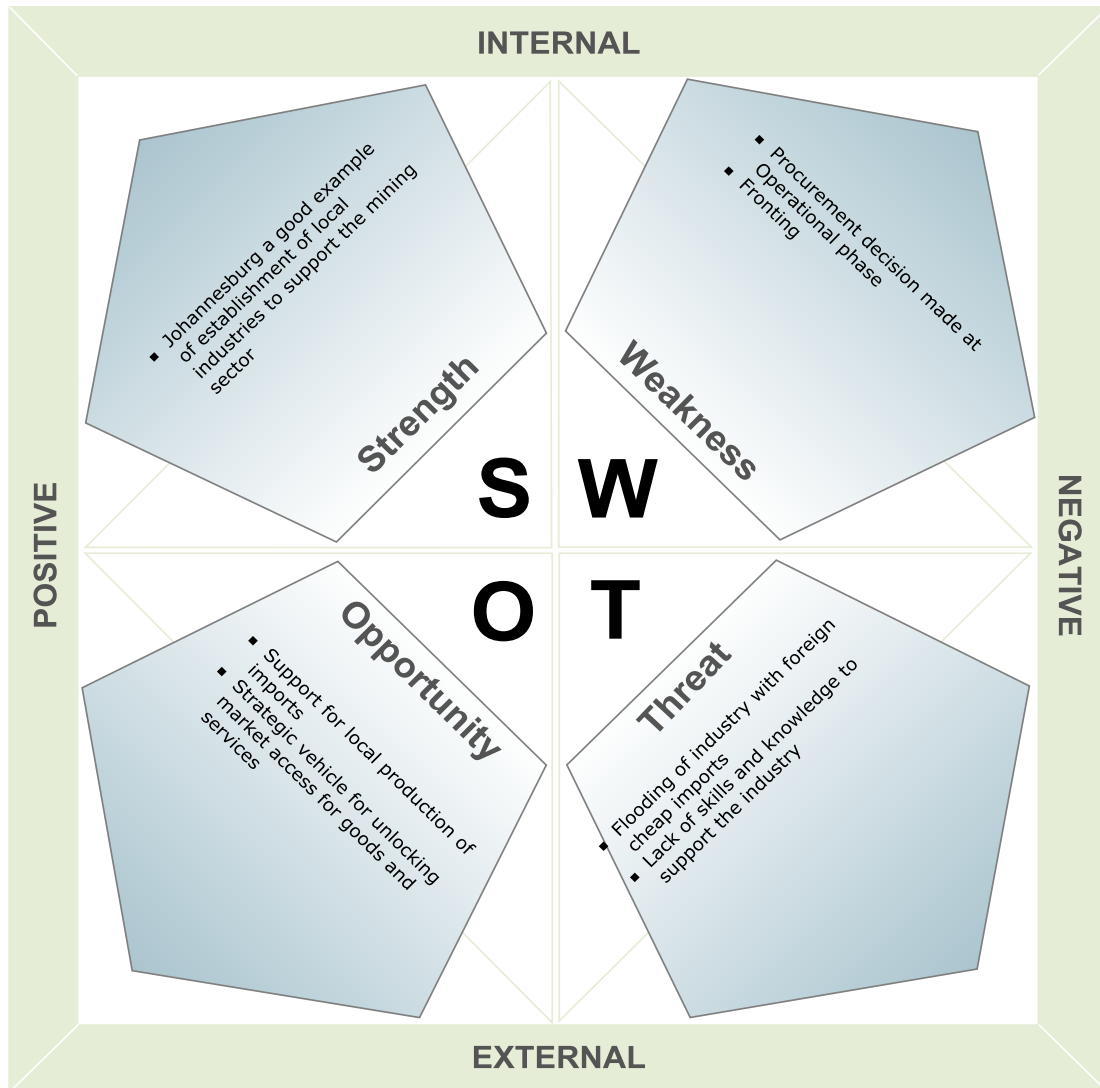 INTERNAL
Johannesburg a good example
of establishment of local
industries to support the mining
sector
Strength
Procurement decision made at
Operational phase
Fronting
Weakness
S W
POSITIVE
NEGATIVE
O T
Opportunity
Support for local production of
imports
Strategic vehicle for unlocking
market access for goods and
services
Threat
Flooding of industry with foreign
cheap imports
Lack of skills and knowledge to
support the industry
EXTERNAL